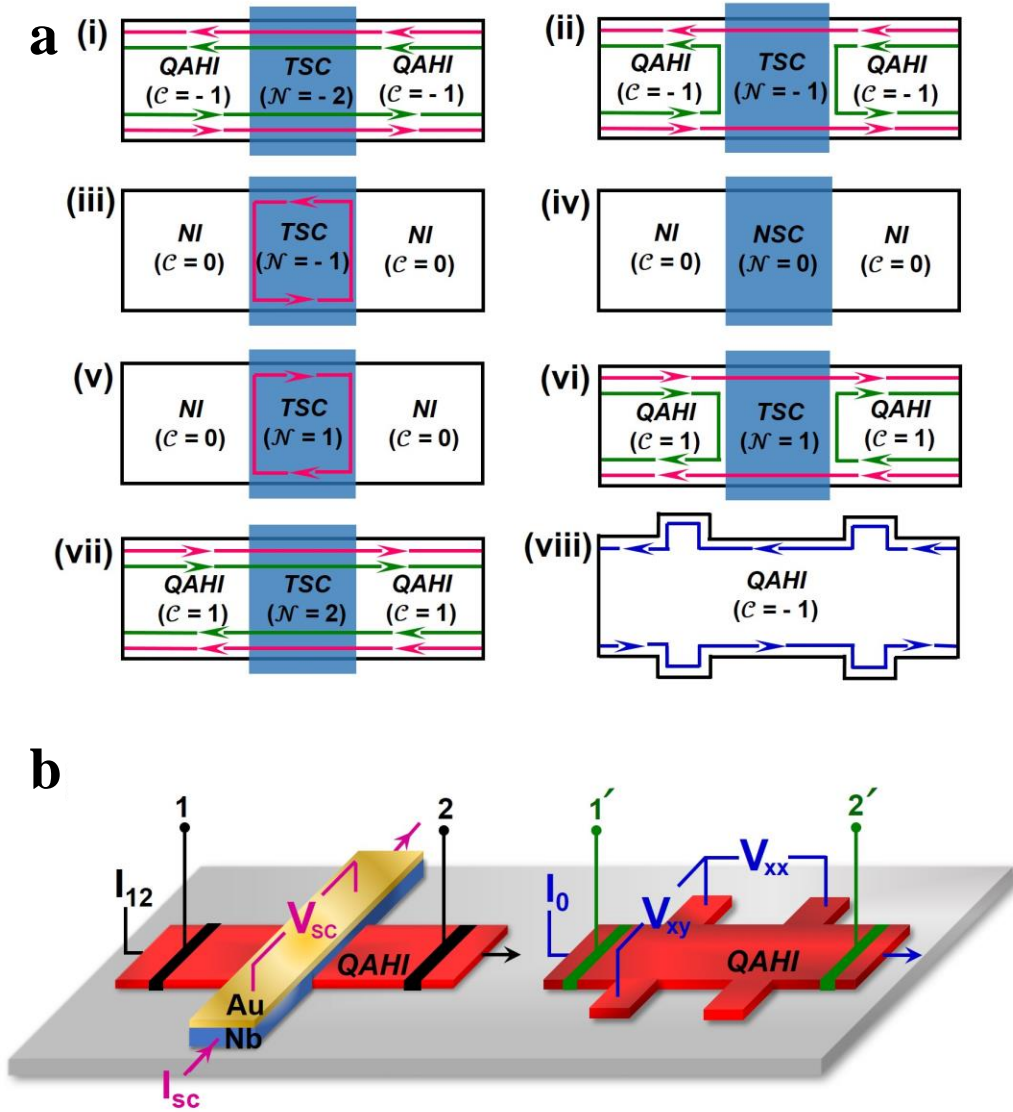 a
(i)
QAHI
(C = - 1)
TSC
(N = - 2)
QAHI
(C = - 1)
(ii)
QAHI
(C = - 1)
TSC
(N = - 1)
QAHI
(C = - 1)
(iii)
NI
(C = 0)
TSC
(N = - 1)
NI
(C = 0)
(iv)
NI
(C = 0)
NSC
(N = 0)
NI
(C = 0)
(v)
NI
(C = 0)
TSC
(N = 1)
NI
(C = 0)
(vi)
QAHI
(C = 1)
TSC
(N = 1)
QAHI
(C = 1)
(vii)
QAHI
(C = 1)
TSC
(N = 2)
QAHI
(C = 1)
(viii)
QAHI
(C = - 1)
b
1
2
I12
Vsc
QAHI
Au
Nb
Isc
1′
2′
I0
Vxx
Vxy
QAHI